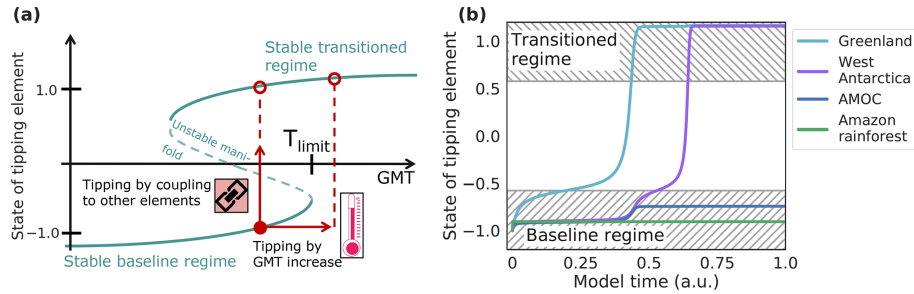 (a)
State of tipping element
1.0
−1.0
Stable transitioned
regime
Unstable mani-
fold
T limit
GMT
Tipping by coupling
to other elements
Tipping by
GMT increase
Stable baseline regime
(b)
State of tipping element
1.0
0.5
0.0
−0.5
−1.0
Transitioned
regime
Baseline regime
0
0.25
0.5
0.75
1.0
Model time (a.u.)
Greenland
West
Antarctica
AMOC
Amazon
rainforest